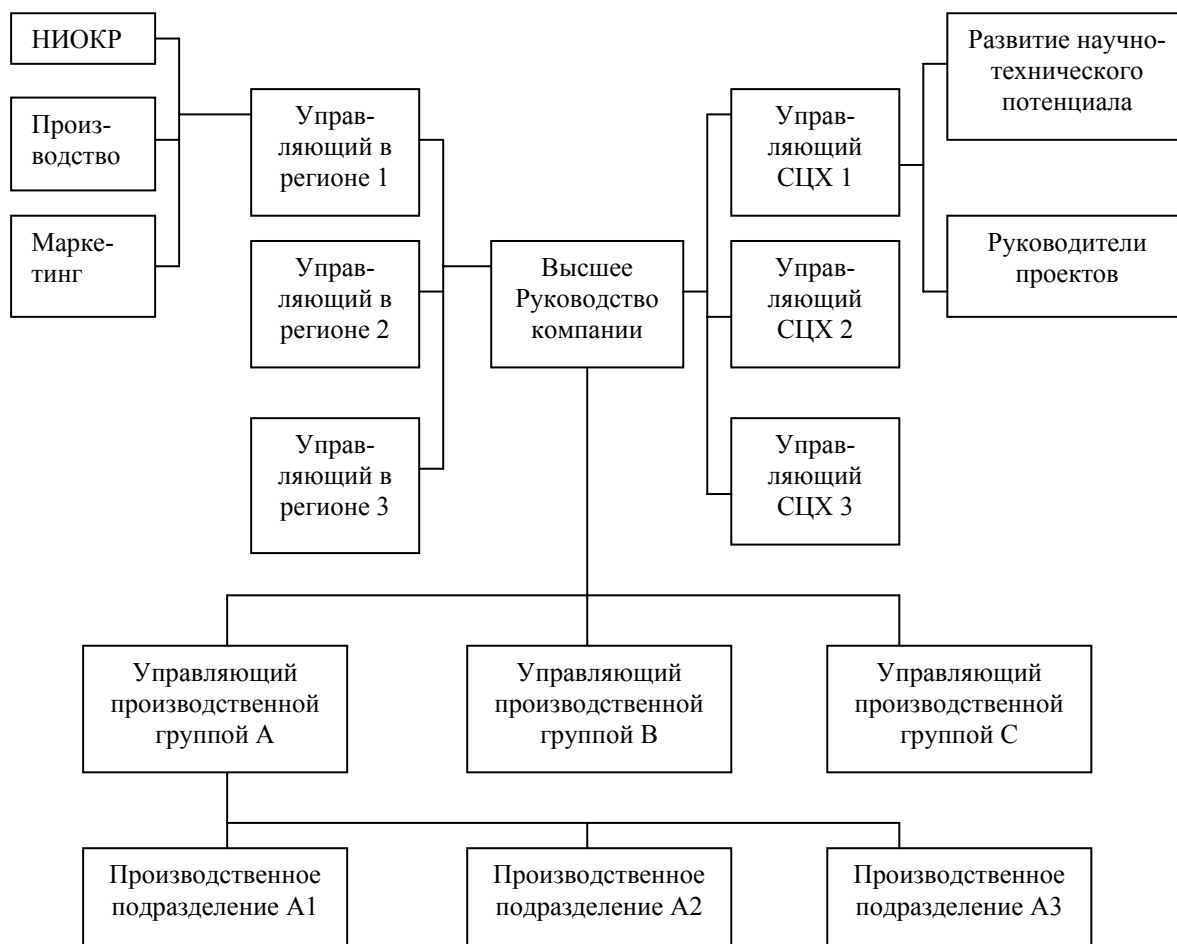 НИОКР
Произ-
водство
Марке-
тинг
Управ-
ляющий в
регионе 1
Управ-
ляющий в
регионе 2
Управ-
ляющий в
регионе 3
Высшее
Руководство
компании
Управ-
ляющий
СЦХ 1
Управ-
ляющий
СЦХ 2
Управ-
ляющий
СЦХ 3
Развитие научно-
технического
потенциала
Руководители
проектов
Управляющий
производственной
группой А
Управляющий
производственной
группой В
Управляющий
производственной
группой С
Производственное
подразделение А1
Производственное
подразделение А2
Производственное
подразделение А3